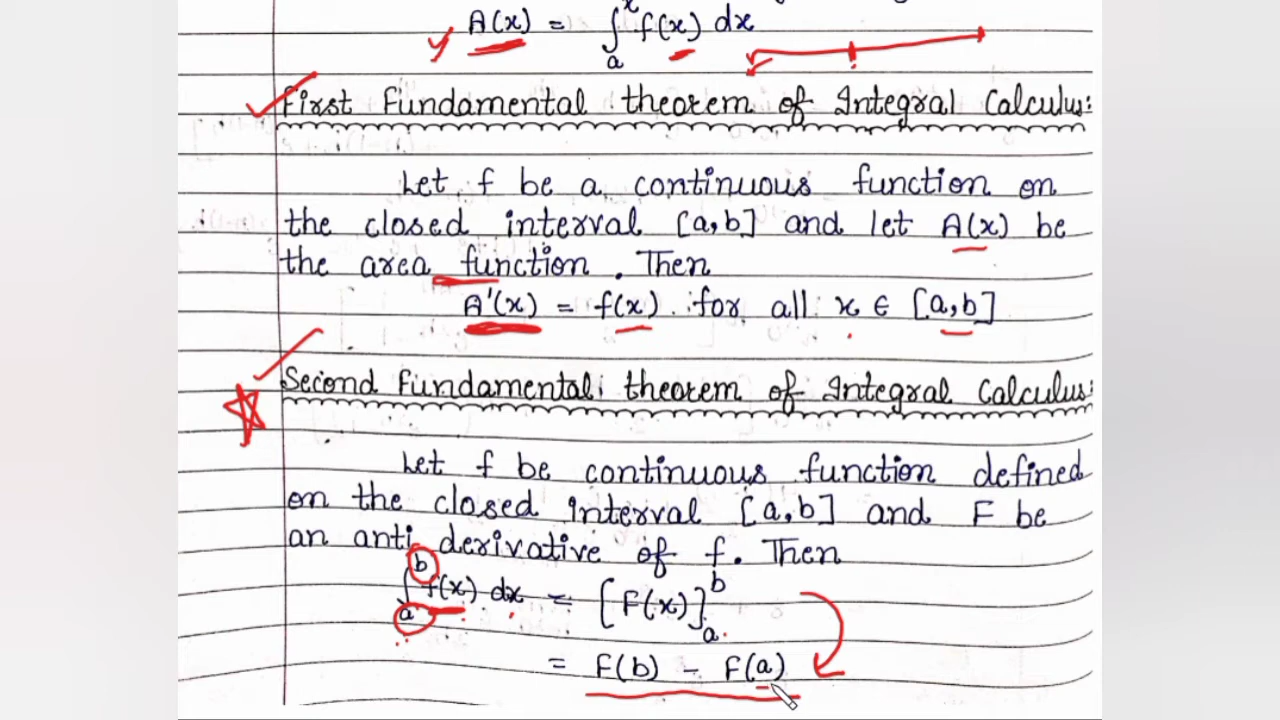 A(x) = ∫ₐˣ f(x) dx
First Fundamental theorem of Integral Calculus:
Let f be a continuous function on
the closed interval [a,b] and let A(x) be
the area function. Then
A'(x) = f(x) for all x ∈ [a,b]
Second Fundamental theorem of Integral Calculus:
Let f be continuous function defined
on the closed interval [a,b] and F be
an anti derivative of f. Then
∫ₐᵇ f(x) dx = [F(x)]ₐᵇ
= F(b) - F(a)